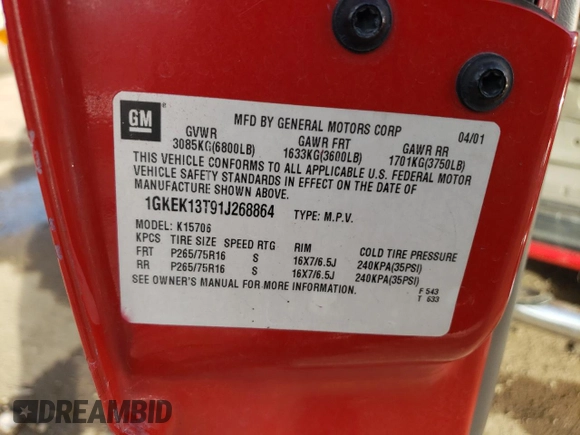 GM
MFD BY GENERAL MOTORS CORP 04/01
GVWR GAWR FRT GAWR RR
3085KG(6800LB) 1633KG(3600LB) 1701KG(3750LB)
THIS VEHICLE CONFORMS TO ALL APPLICABLE U.S. FEDERAL MOTOR
VEHICLE SAFETY STANDARDS IN EFFECT ON THE DATE OF
MANUFACTURE SHOWN ABOVE.
1GKEK13T91J268864 TYPE: M.P.V.
MODEL: K15706
KPCS TIRE SIZE SPEED RTG RIM COLD TIRE PRESSURE
FRT P265/75R16 S 16X7/6.5J 240KPA(35PSI)
RR P265/75R16 S 16X7/6.5J 240KPA(35PSI)
SEE OWNER'S MANUAL FOR MORE INFORMATION.
F 543
T 633
DREAMBID